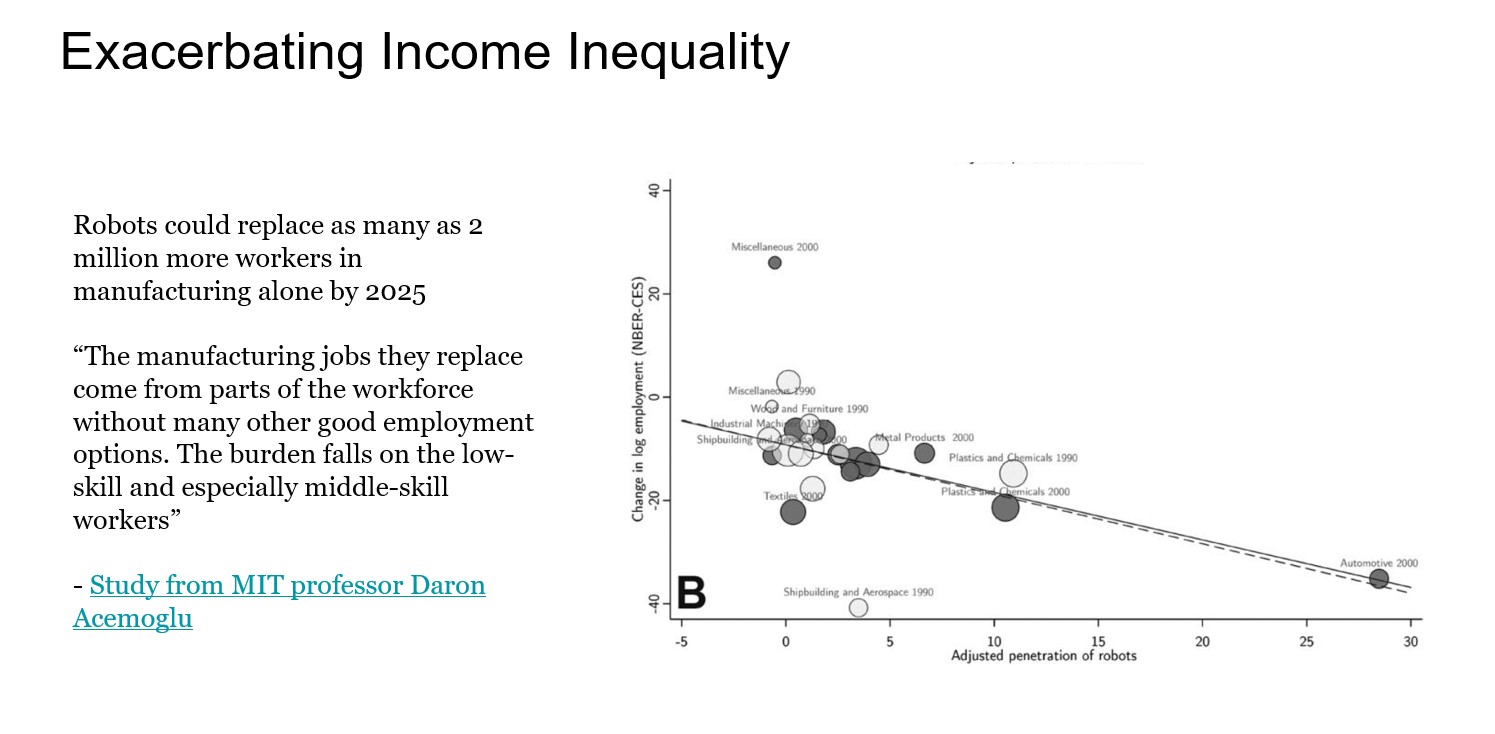 Exacerbating Income Inequality
Robots could replace as many as 2
million more workers in
manufacturing alone by 2025
“The manufacturing jobs they replace
come from parts of the workforce
without many other good employment
options. The burden falls on the low-
skill and especially middle-skill
workers”
- Study from MIT professor Daron
Acemoglu
Change in log employment (NBER-CES)
40
20
0
-20
-40
Miscellaneous 2000
Miscellaneous 1990
Wood and Furniture 1990
Industrial Machinery
Shipbuilding and Aerospace 2000
Metal Products 2000
Plastics and Chemicals 1990
Plastics and Chemicals 2000
Textiles 2000
Automotive 2000
Shipbuilding and Aerospace 1990
B
-5 0 5 10 15 20 25 30
Adjusted penetration of robots